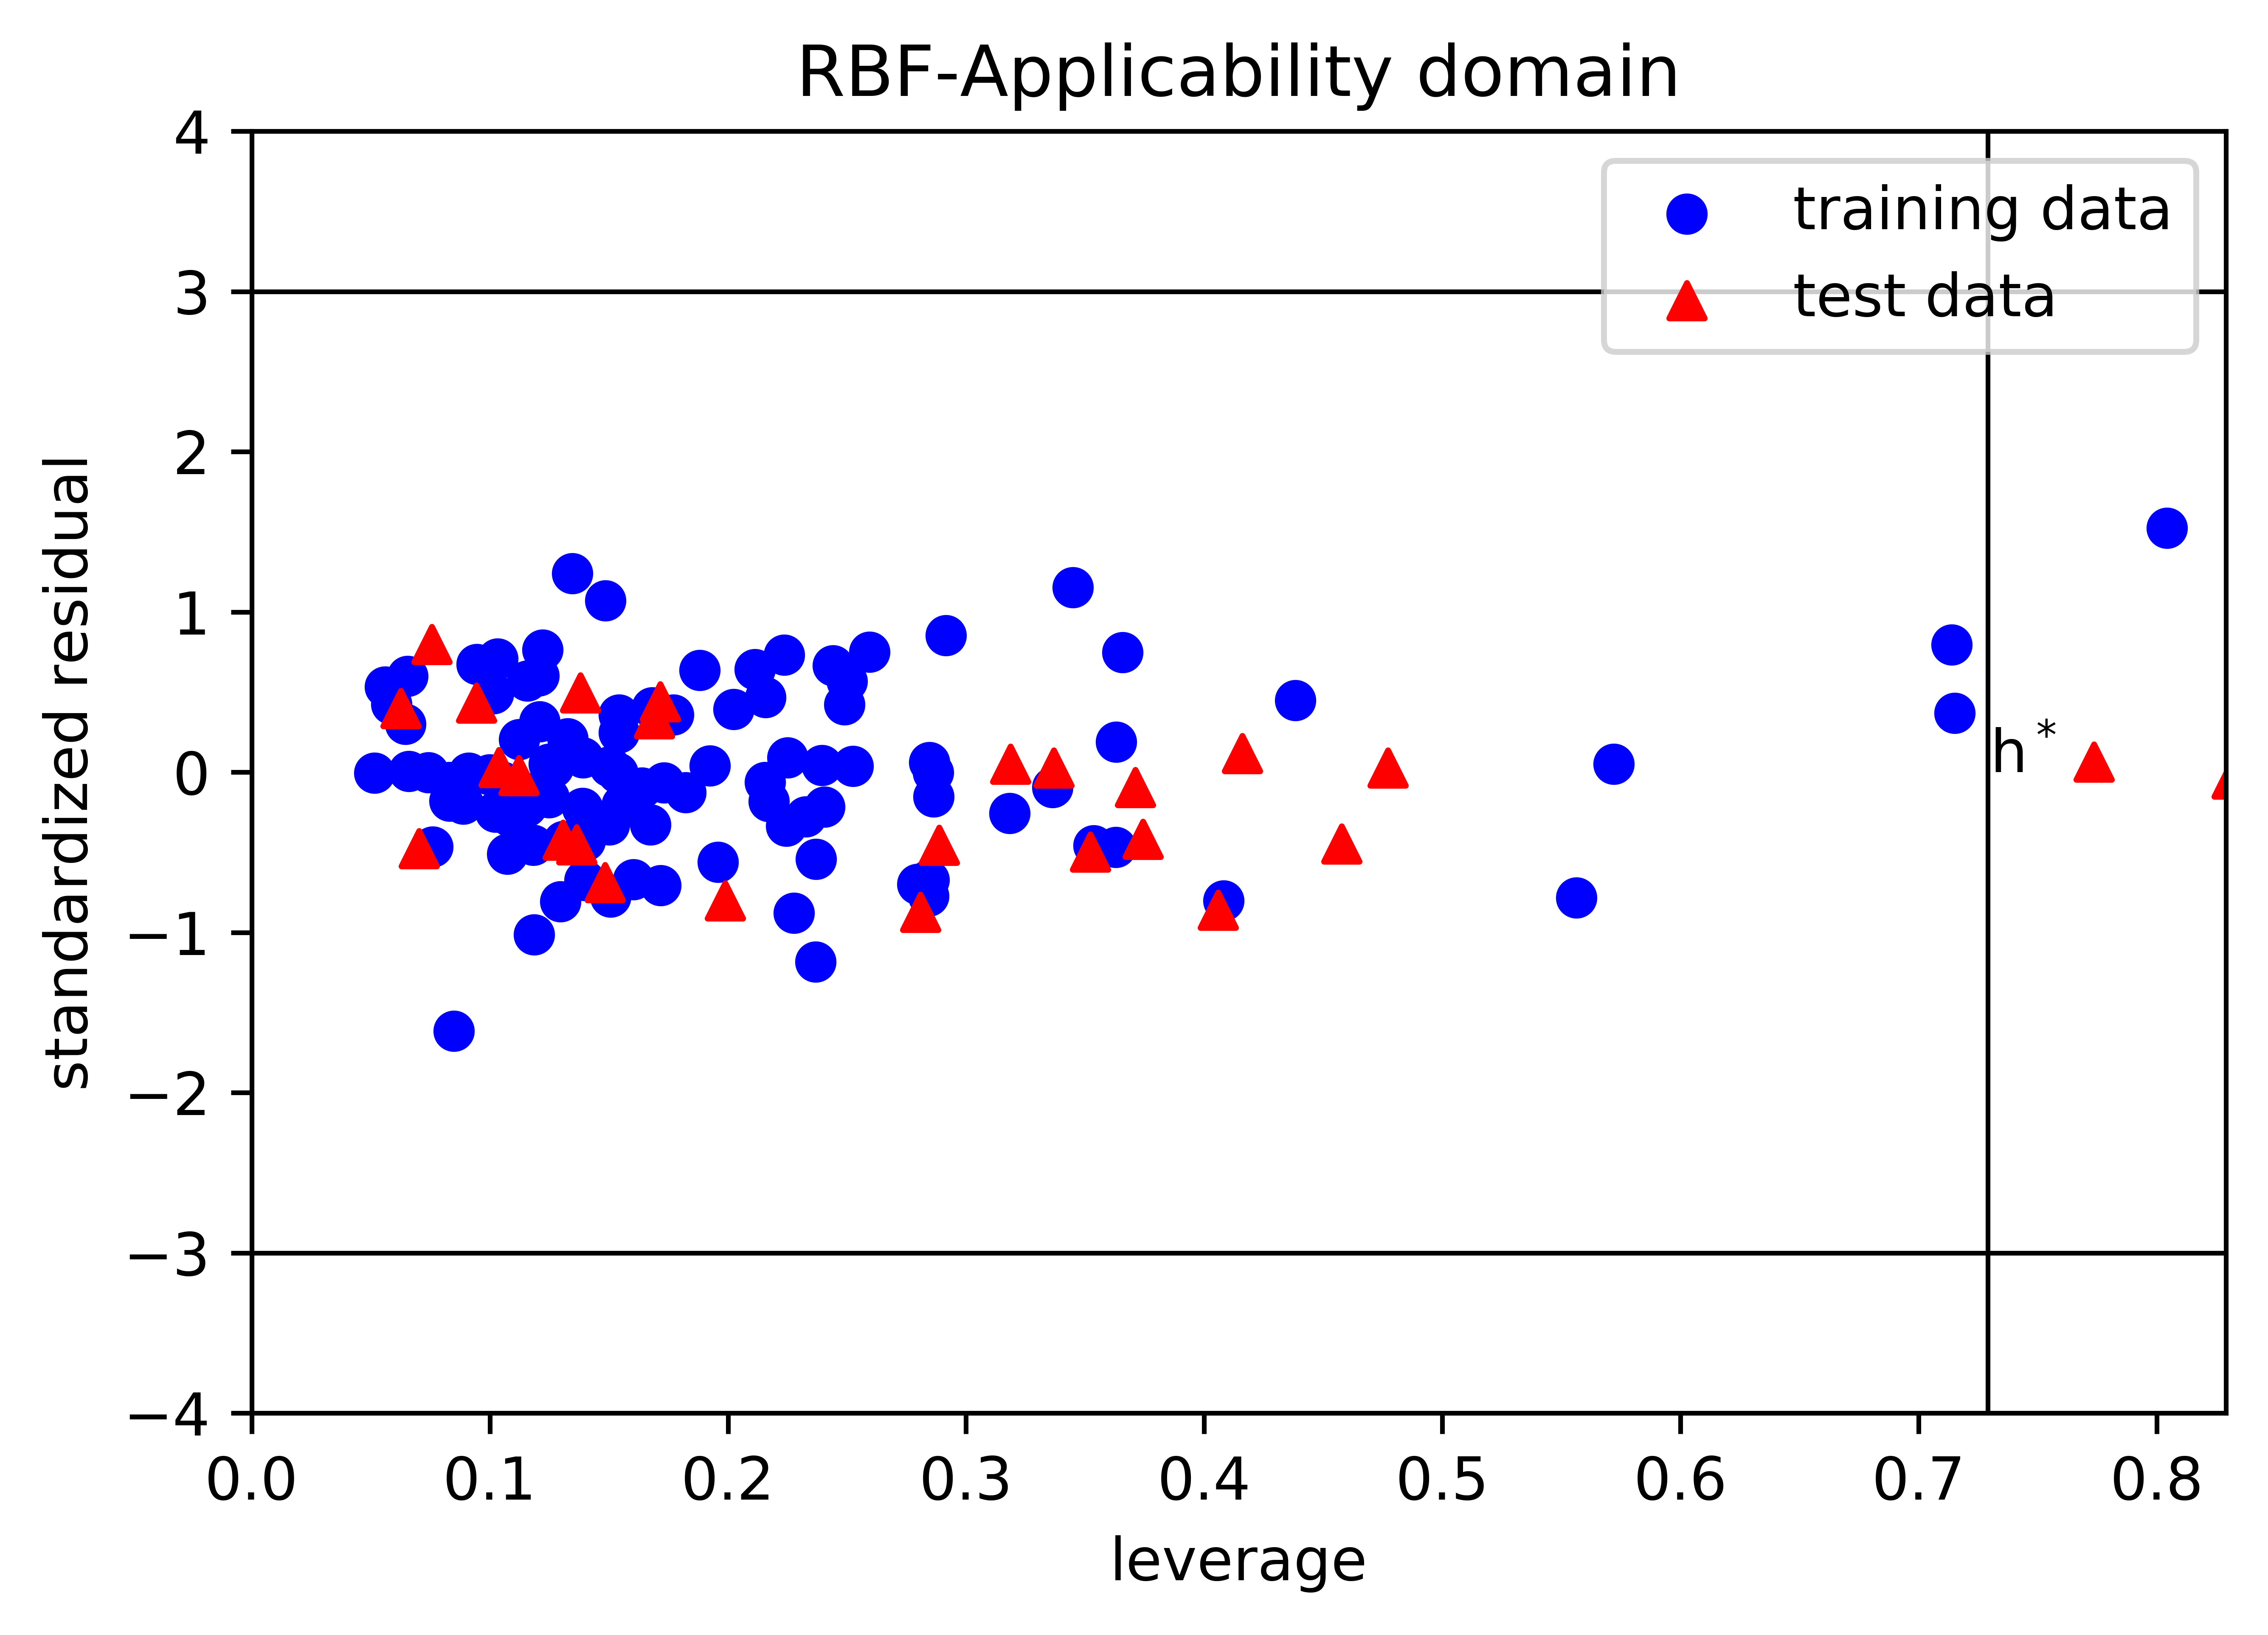 RBF-Applicability domain
4
3
2
1
0
−1
−2
−3
−4
standardized residual
training data
test data
h*
0.0 0.1 0.2 0.3 0.4 0.5 0.6 0.7 0.8
leverage